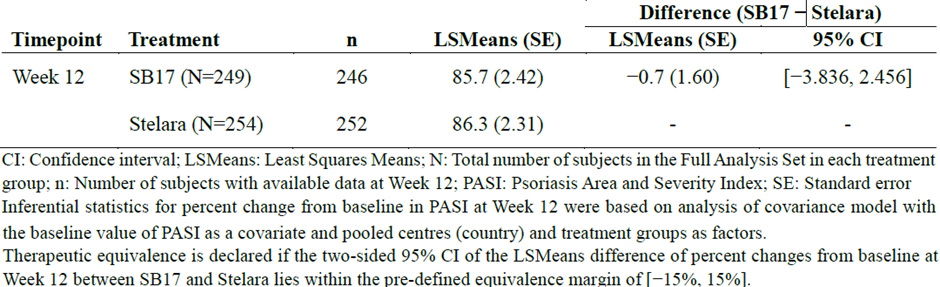 Difference (SB17 − Stelara)
Timepoint Treatment n LSMeans (SE) LSMeans (SE) 95% CI
Week 12 SB17 (N=249) 246 85.7 (2.42) −0.7 (1.60) [−3.836, 2.456]
Stelara (N=254) 252 86.3 (2.31) - -
CI: Confidence interval; LSMeans: Least Squares Means; N: Total number of subjects in the Full Analysis Set in each treatment
group; n: Number of subjects with available data at Week 12; PASI: Psoriasis Area and Severity Index; SE: Standard error
Inferential statistics for percent change from baseline in PASI at Week 12 were based on analysis of covariance model with
the baseline value of PASI as a covariate and pooled centres (country) and treatment groups as factors.
Therapeutic equivalence is declared if the two-sided 95% CI of the LSMeans difference of percent changes from baseline at
Week 12 between SB17 and Stelara lies within the pre-defined equivalence margin of [−15%, 15%].